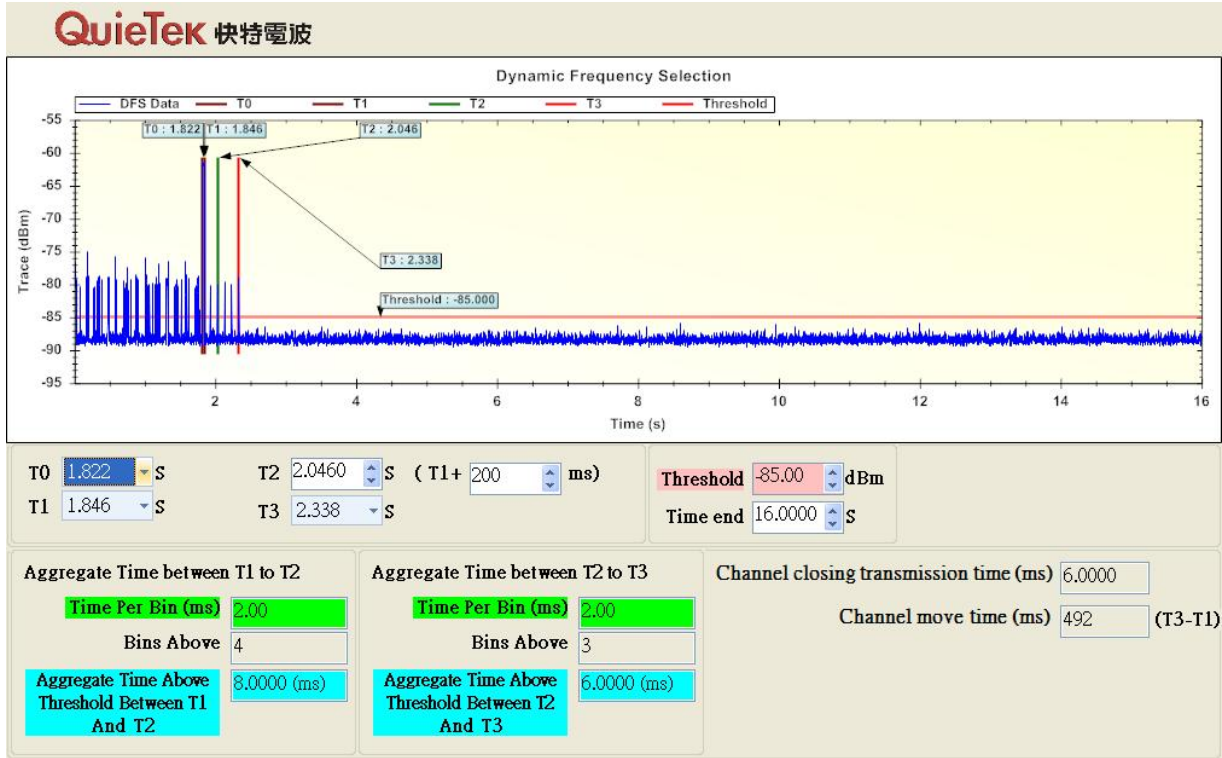 QuieTek 快特電波
Dynamic Frequency Selection
DFS Data T0 T1 T2 T3 Threshold
T0 : 1.822 T1 : 1.846 T2 : 2.046
T3 : 2.338
Threshold : -85.000
Trace (dBm)
-55
-60
-65
-70
-75
-80
-85
-90
-95
2 4 6 8 10 12 14 16
Time (s)
T0 1.822 S T2 2.0460 S ( T1+ 200 ms)
T1 1.846 S T3 2.338 S
Threshold -85.00 dBm
Time end 16.0000 S
Aggregate Time between T1 to T2
Time Per Bin (ms) 2.00
Bins Above 4
Aggregate Time Above
Threshold Between T1
And T2
8.0000 (ms)
Aggregate Time between T2 to T3
Time Per Bin (ms) 2.00
Bins Above 3
Aggregate Time Above
Threshold Between T2
And T3
6.0000 (ms)
Channel closing transmission time (ms) 6.0000
Channel move time (ms) 492 (T3-T1)